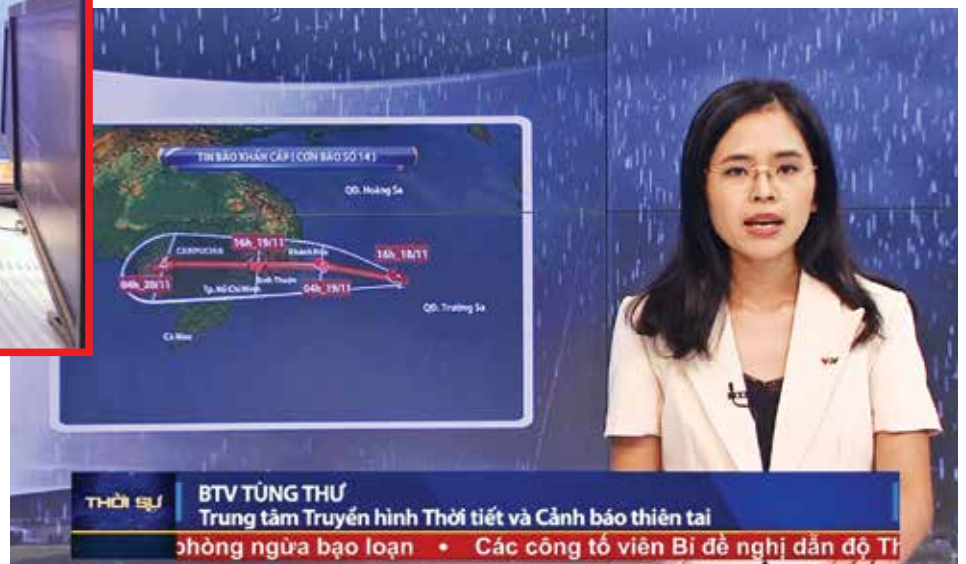 TIN BÃO KHẨN CẤP ( CƠN BÃO SỐ 14 )
QĐ. Hoàng Sa
CAMPUCHIA
16h_19/11
Khánh Hòa
16h_18/11
04h_20/11
Bình Thuận
Tp. Hồ Chí Minh
04h_19/11
QĐ. Trường Sa
Cà Mau
THỜI SỰ
BTV TÙNG THƯ
Trung tâm Truyền hình Thời tiết và Cảnh báo thiên tai
phòng ngừa bạo loạn • Các công tố viên Bỉ đề nghị dẫn độ